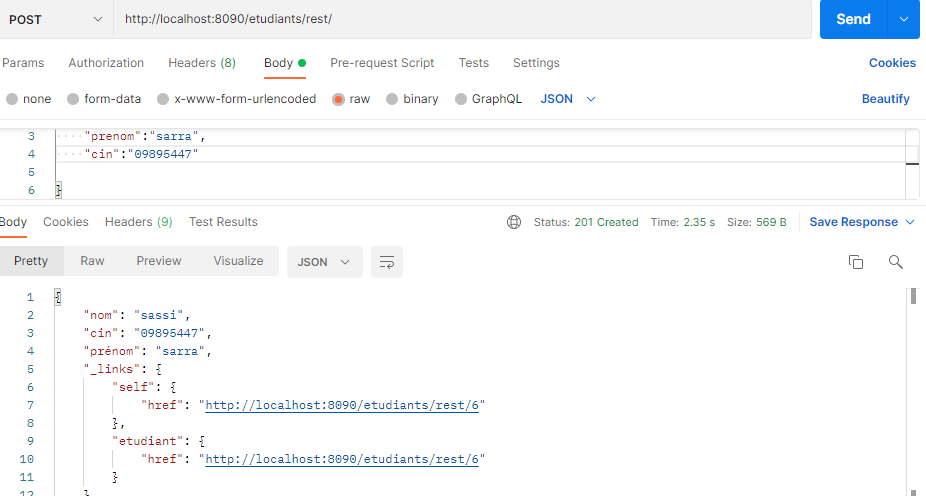 POST http://localhost:8090/etudiants/rest/ Send
Params Authorization Headers (8) Body Pre-request Script Tests Settings Cookies
none form-data x-www-form-urlencoded raw binary GraphQL JSON Beautify
3 "prenom":"sarra",
4 "cin":"09895447"
5
6 }
Body Cookies Headers (9) Test Results Status: 201 Created Time: 2.35 s Size: 569 B Save Response
Pretty Raw Preview Visualize JSON
1 {
2 "nom": "sassi",
3 "cin": "09895447",
4 "prénom": "sarra",
5 "_links": {
6 "self": {
7 "href": "http://localhost:8090/etudiants/rest/6"
8 },
9 "etudiant": {
10 "href": "http://localhost:8090/etudiants/rest/6"
11 }
12 }